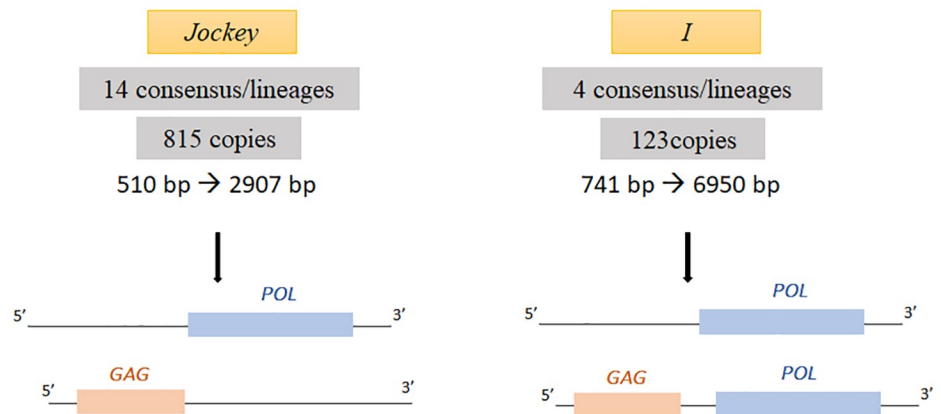 Jockey
14 consensus/lineages
815 copies
510 bp → 2907 bp
POL
5’ 3’
GAG
5’ 3’
I
4 consensus/lineages
123copies
741 bp → 6950 bp
POL
5’ 3’
GAG POL
5’ 3’